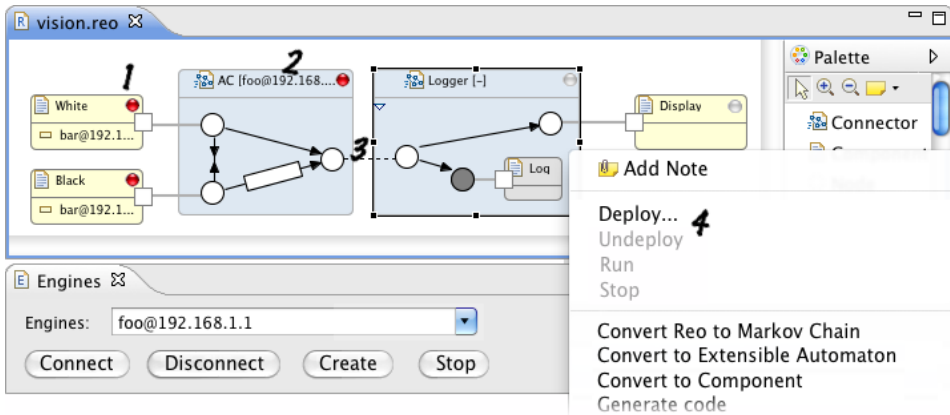 R vision.reo
1
2
3
4
White
bar@192.1...
Black
bar@192.1...
AC [foo@192.168....
Logger [-]
Log
Display
Palette
Connector
Add Note
Deploy...
Undeploy
Run
Stop
Convert Reo to Markov Chain
Convert to Extensible Automaton
Convert to Component
Generate code
E Engines
Engines: foo@192.168.1.1
Connect Disconnect Create Stop